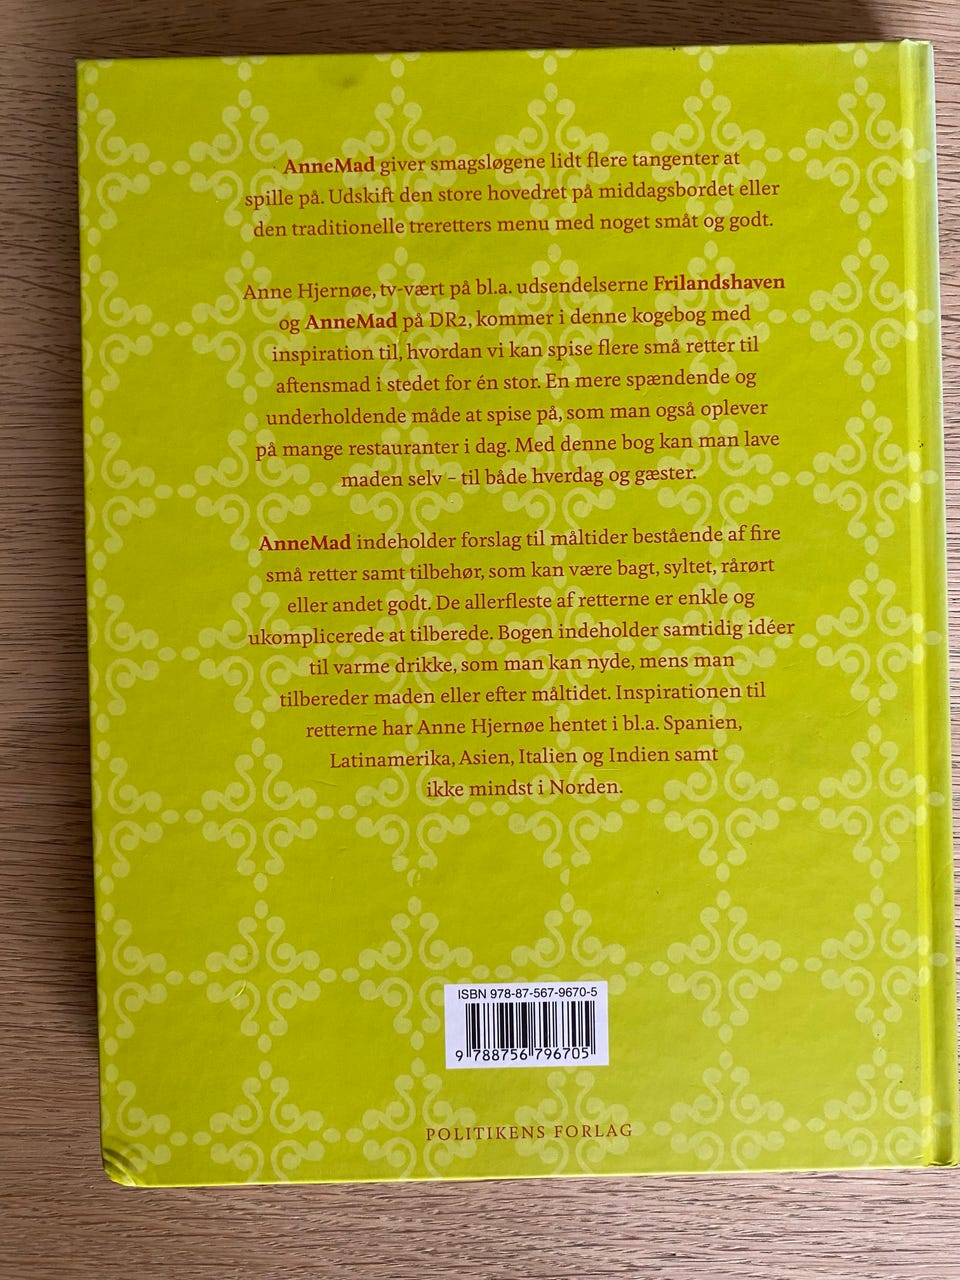 AnneMad giver smagsløgene lidt flere tangenter at
spille på. Udskift den store hovedret på middagsbordet eller
den traditionelle treretters menu med noget småt og godt.
Anne Hjernøe, tv-vært på bl.a. udsendelserne Frilandshaven
og AnneMad på DR2, kommer i denne kogebog med
inspiration til, hvordan vi kan spise flere små retter til
aftensmad i stedet for én stor. En mere spændende og
underholdende måde at spise på, som man også oplever
på mange restauranter i dag. Med denne bog kan man lave
maden selv – til både hverdag og gæster.
AnneMad indeholder forslag til måltider bestående af fire
små retter samt tilbehør, som kan være bagt, syltet, rårørt
eller andet godt. De allerfleste af retterne er enkle og
ukomplicerede at tilberede. Bogen indeholder samtidig idéer
til varme drikke, som man kan nyde, mens man
tilbereder maden eller efter måltidet. Inspirationen til
retterne har Anne Hjernøe hentet i bl.a. Spanien,
Latinamerika, Asien, Italien og Indien samt
ikke mindst i Norden.
ISBN 978-87-567-9670-5
9 788756 796705
POLITIKENS FORLAG